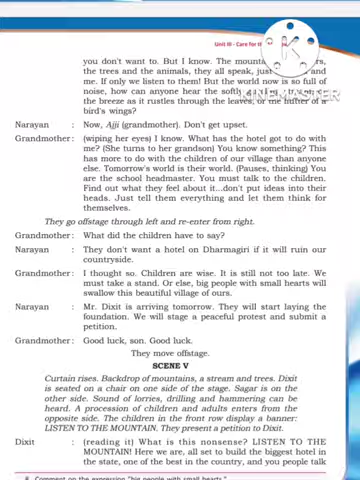 Unit III - Care for th
you don't want to. But I know. The mount rs,
the trees and the animals, they all speak, just and
me. If only we listen to them! But the world now is so full of
noise, how can anyone hear the soft
KINEMASTER
the breeze as it rustles through the leaves, or the flutter of a
bird's wings?
Narayan : Now, Ajji (grandmother). Don't get upset.
Grandmother : (wiping her eyes) I know. What has the hotel got to do with
me? (She turns to her grandson) You know something? This
has more to do with the children of our village than anyone
else. Tomorrow's world is their world. (Pauses, thinking) You
are the school headmaster. You must talk to the children.
Find out what they feel about it...don't put ideas into their
heads. Just tell them everything and let them think for
themselves.
They go offstage through left and re-enter from right.
Grandmother : What did the children have to say?
Narayan : They don't want a hotel on Dharmagiri if it will ruin our
countryside.
Grandmother : I thought so. Children are wise. It is still not too late. We
must take a stand. Or else, big people with small hearts will
swallow this beautiful village of ours.
Narayan : Mr. Dixit is arriving tomorrow. They will start laying the
foundation. We will stage a peaceful protest and submit a
petition.
Grandmother : Good luck, son. Good luck.
They move offstage.
SCENE V
Curtain rises. Backdrop of mountains, a stream and trees. Dixit
is seated on a chair on one side of the stage. Sagar is on the
other side. Sound of lorries, drilling and hammering can be
heard. A procession of children and adults enters from the
opposite side. The children in the front row display a banner:
LISTEN TO THE MOUNTAIN. They present a petition to Dixit.
Dixit : (reading it) What is this nonsense? LISTEN TO THE
MOUNTAIN! Here we are, all set to build the biggest hotel in
the state, one of the best in the country, and you people talk
8. Comment on the expression "big people with small hearts".